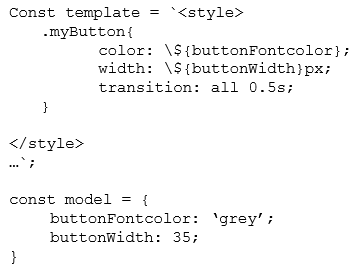 Const template = `<style>
.myButton{
color: \${buttonFontcolor};
width: \${buttonWidth}px;
transition: all 0.5s;
}
</style>
…`;
const model = {
buttonFontcolor: ‘grey’;
buttonWidth: 35;
}